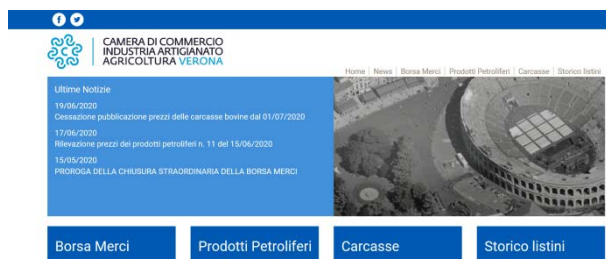 CAMERA DI COMMERCIO
INDUSTRIA ARTIGIANATO
AGRICOLTURA VERONA
Home | News | Borsa Merci | Prodotti Petroliferi | Carcasse | Storico listini
Ultime Notizie
19/06/2020
Cessazione pubblicazione prezzi delle carcasse bovine dal 01/07/2020
17/06/2020
Rilevazione prezzi dei prodotti petroliferi n. 11 del 15/06/2020
15/05/2020
PROROGA DELLA CHIUSURA STRAORDINARIA DELLA BORSA MERCI
Borsa Merci
Prodotti Petroliferi
Carcasse
Storico listini